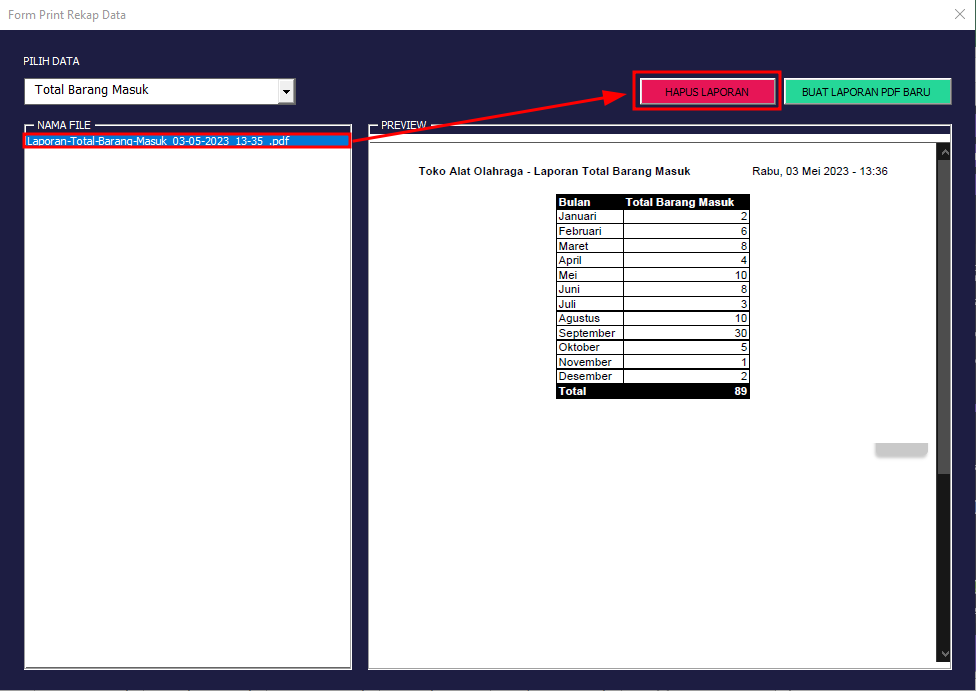 Form Print Rekap Data
PILIH DATA
Total Barang Masuk
HAPUS LAPORAN
BUAT LAPORAN PDF BARU
NAMA FILE
Laporan-Total-Barang-Masuk_03-05-2023_13-35_.pdf
PREVIEW
Toko Alat Olahraga - Laporan Total Barang Masuk Rabu, 03 Mei 2023 - 13:36
Bulan Total Barang Masuk
Januari 2
Februari 6
Maret 8
April 4
Mei 10
Juni 8
Juli 3
Agustus 10
September 30
Oktober 5
November 1
Desember 2
Total 89